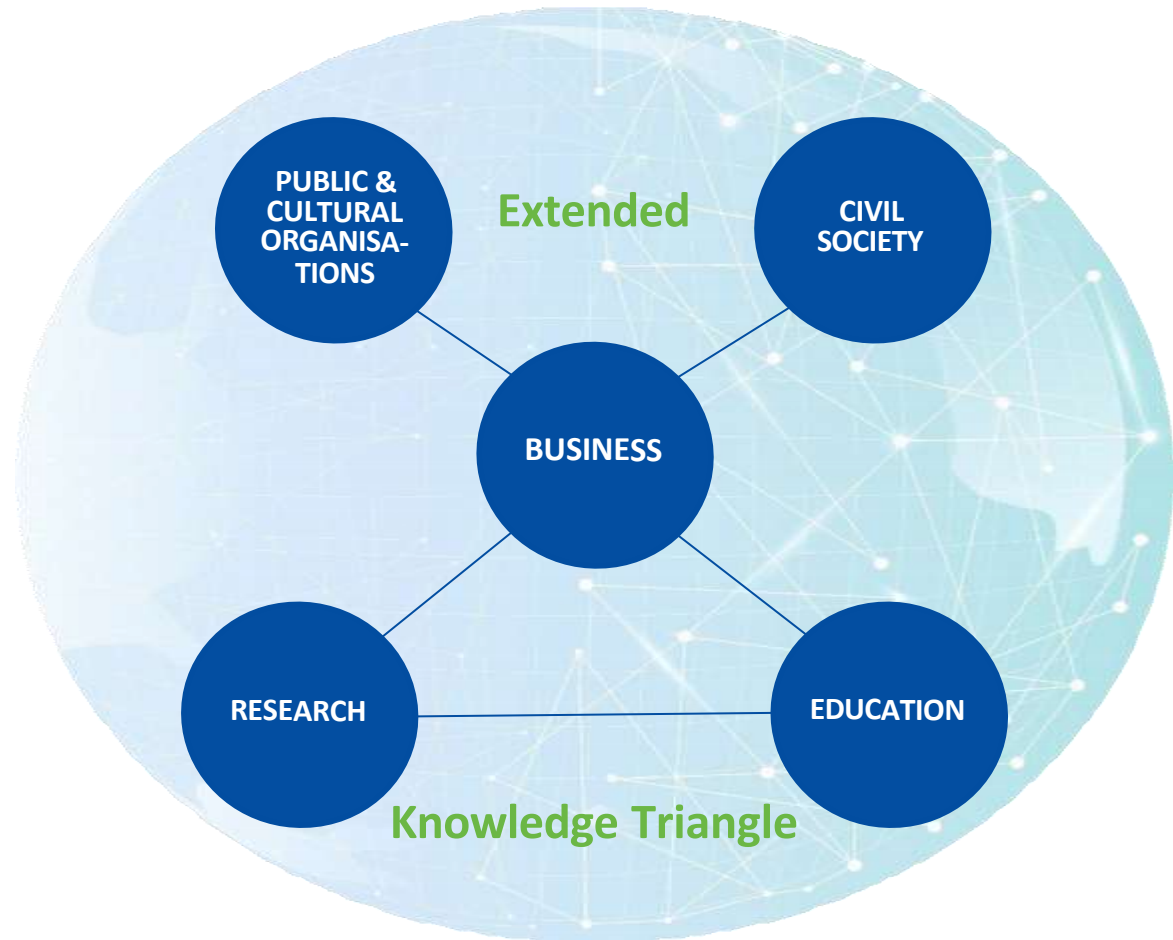 PUBLIC &
CULTURAL
ORGANISA-
TIONS
Extended
CIVIL
SOCIETY
BUSINESS
RESEARCH
EDUCATION
Knowledge Triangle